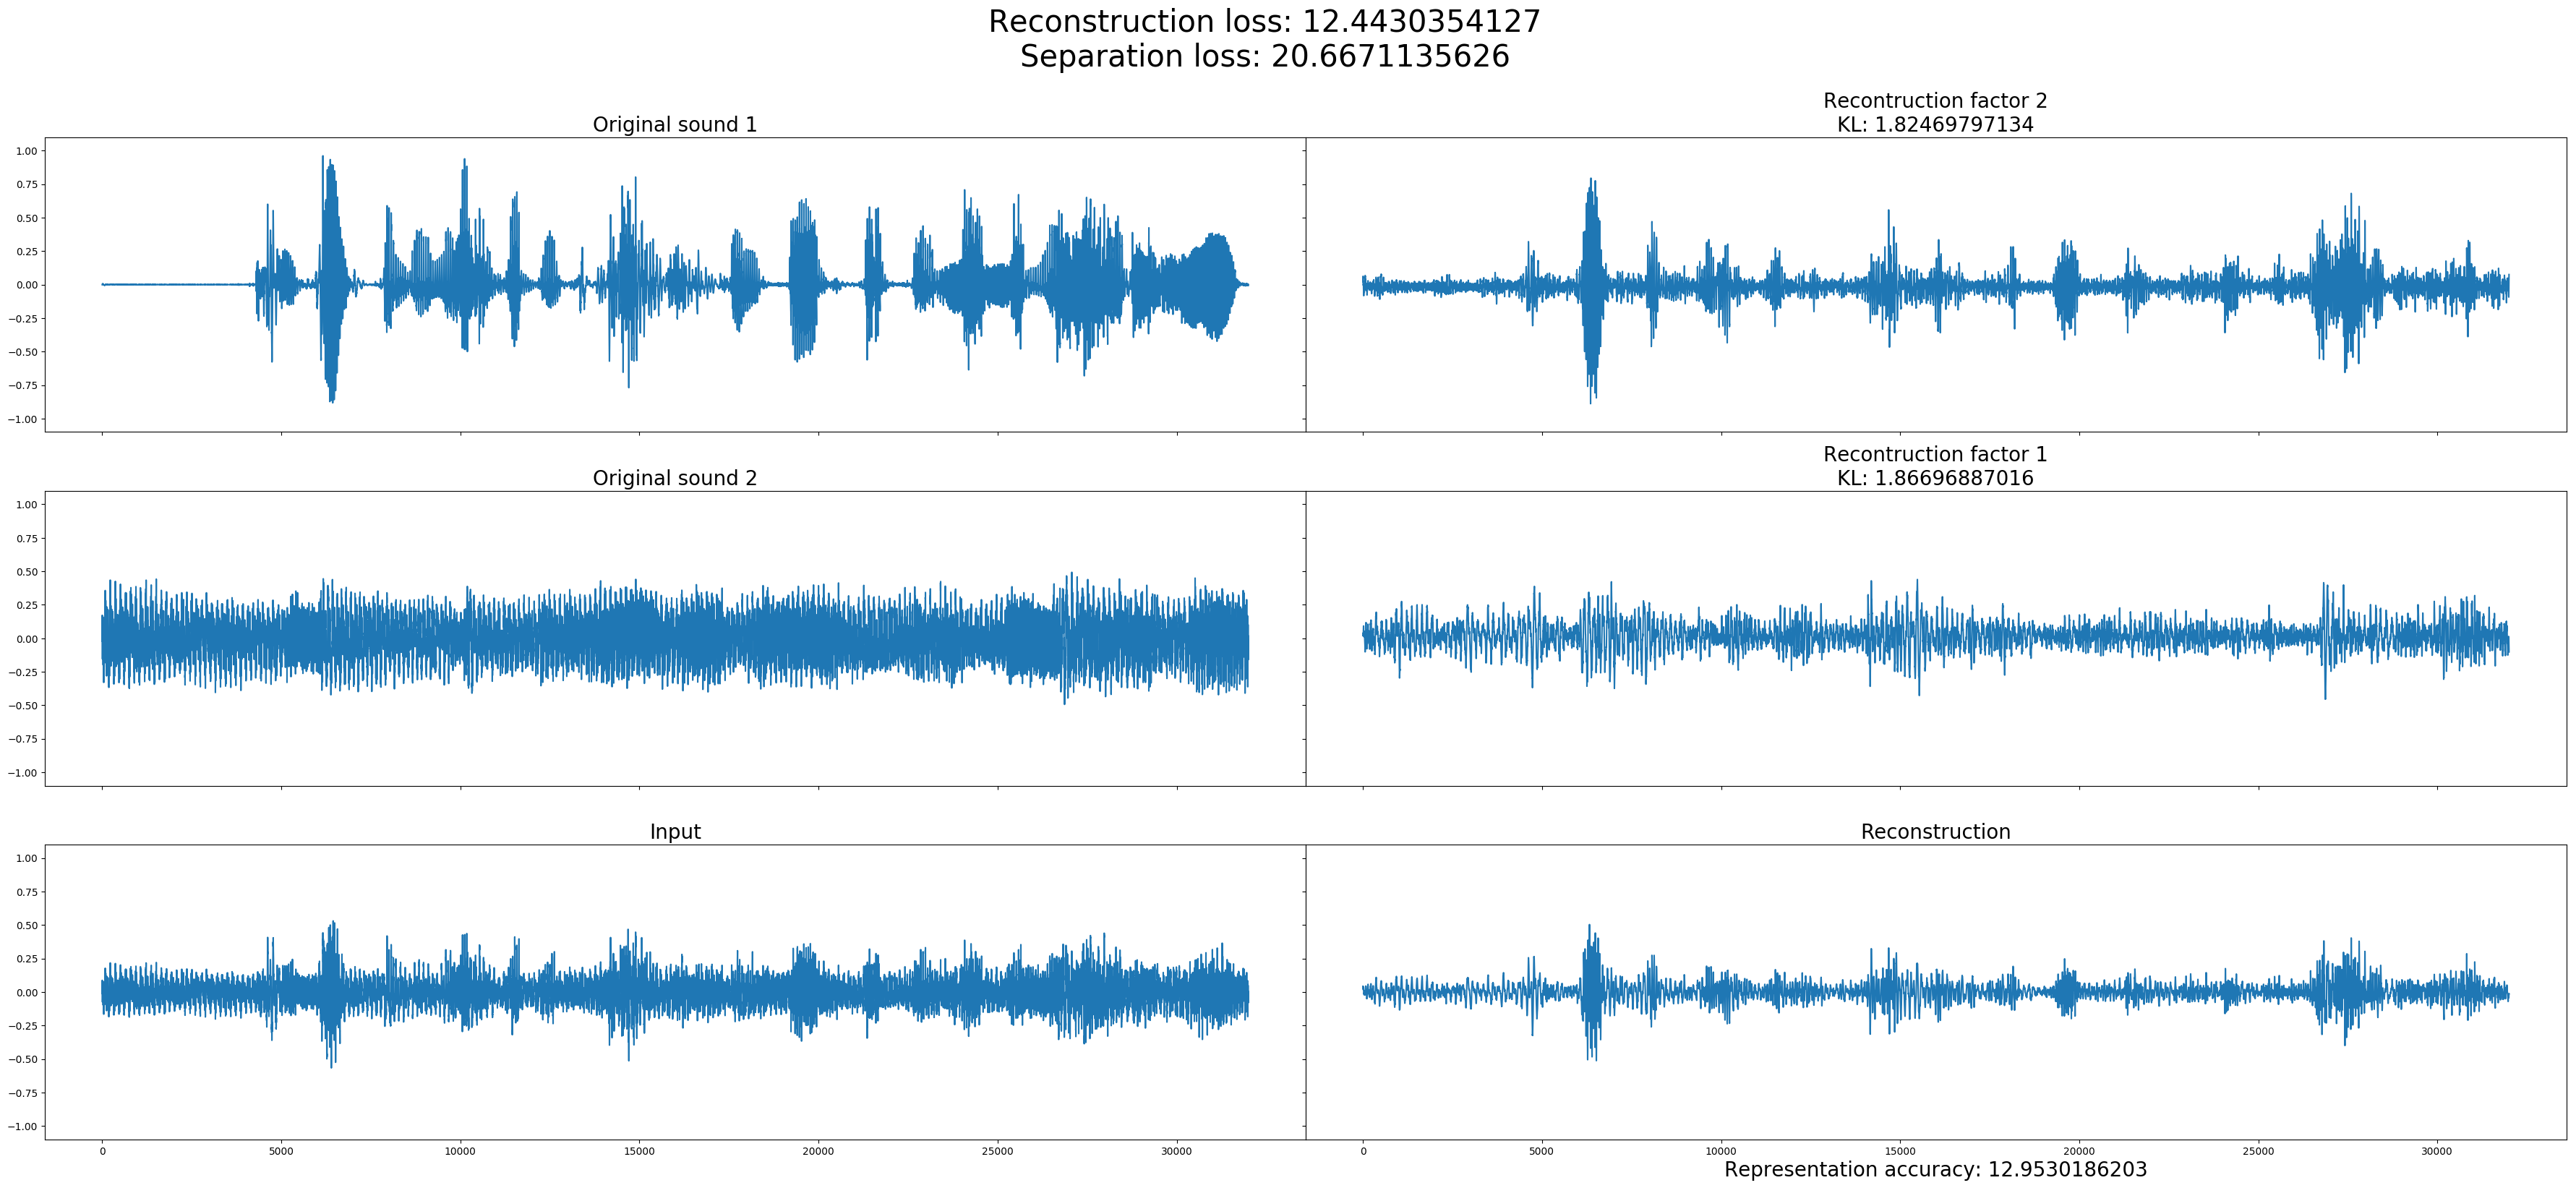 Reconstruction loss: 12.4430354127
Separation loss: 20.6671135626
Original sound 1
1.00
0.75
0.50
0.25
0.00
−0.25
−0.50
−0.75
−1.00
Recontruction factor 2
KL: 1.82469797134
Original sound 2
1.00
0.75
0.50
0.25
0.00
−0.25
−0.50
−0.75
−1.00
Recontruction factor 1
KL: 1.86696887016
Input
1.00
0.75
0.50
0.25
0.00
−0.25
−0.50
−0.75
−1.00
0 5000 10000 15000 20000 25000 30000
Reconstruction
0 5000 10000 15000 20000 25000 30000
Representation accuracy: 12.9530186203